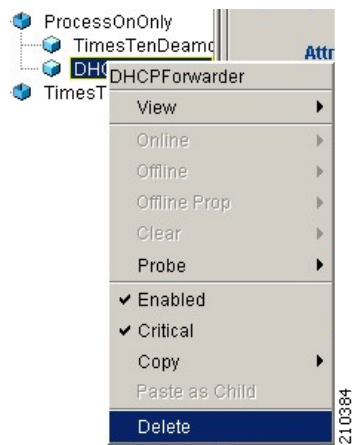 ProcessOnOnly
TimesTenDeamo
Attr
DHC
DHCPForwarder
TimesT
View
Online
Offline
Offline Prop
Clear
Probe
Enabled
Critical
Copy
Paste as Child
Delete
210384